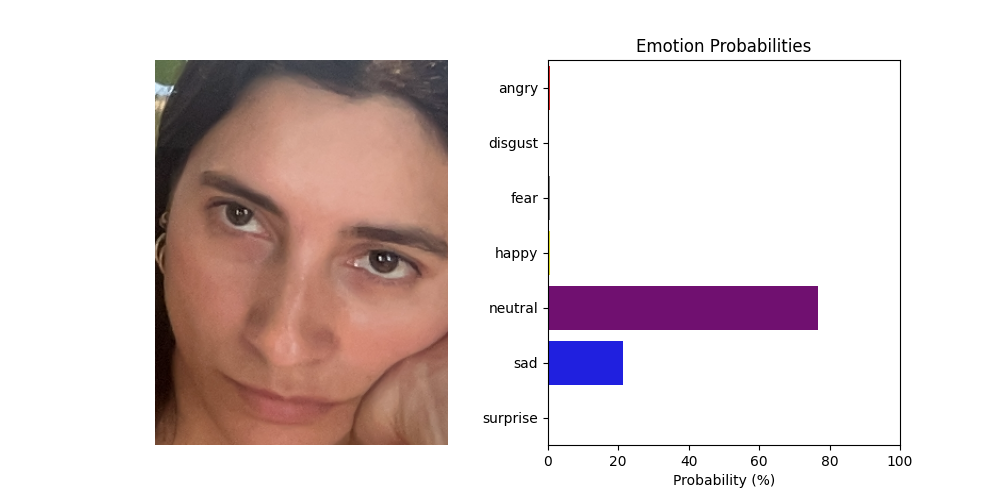 Emotion Probabilities
angry
disgust
fear
happy
neutral
sad
surprise
0 20 40 60 80 100
Probability (%)